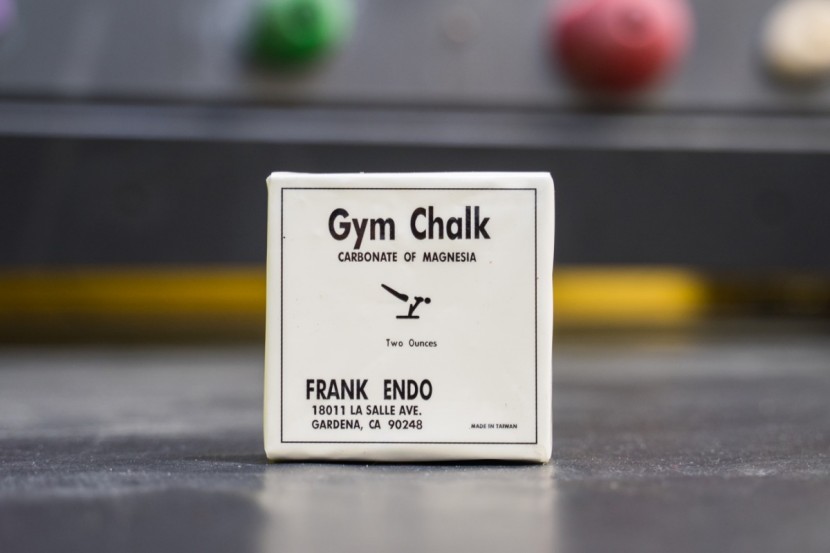 Gym Chalk
CARBONATE OF MAGNESIA
Two Ounces
FRANK ENDO
18011 LA SALLE AVE.
GARDENA, CA 90248
MADE IN TAIWAN